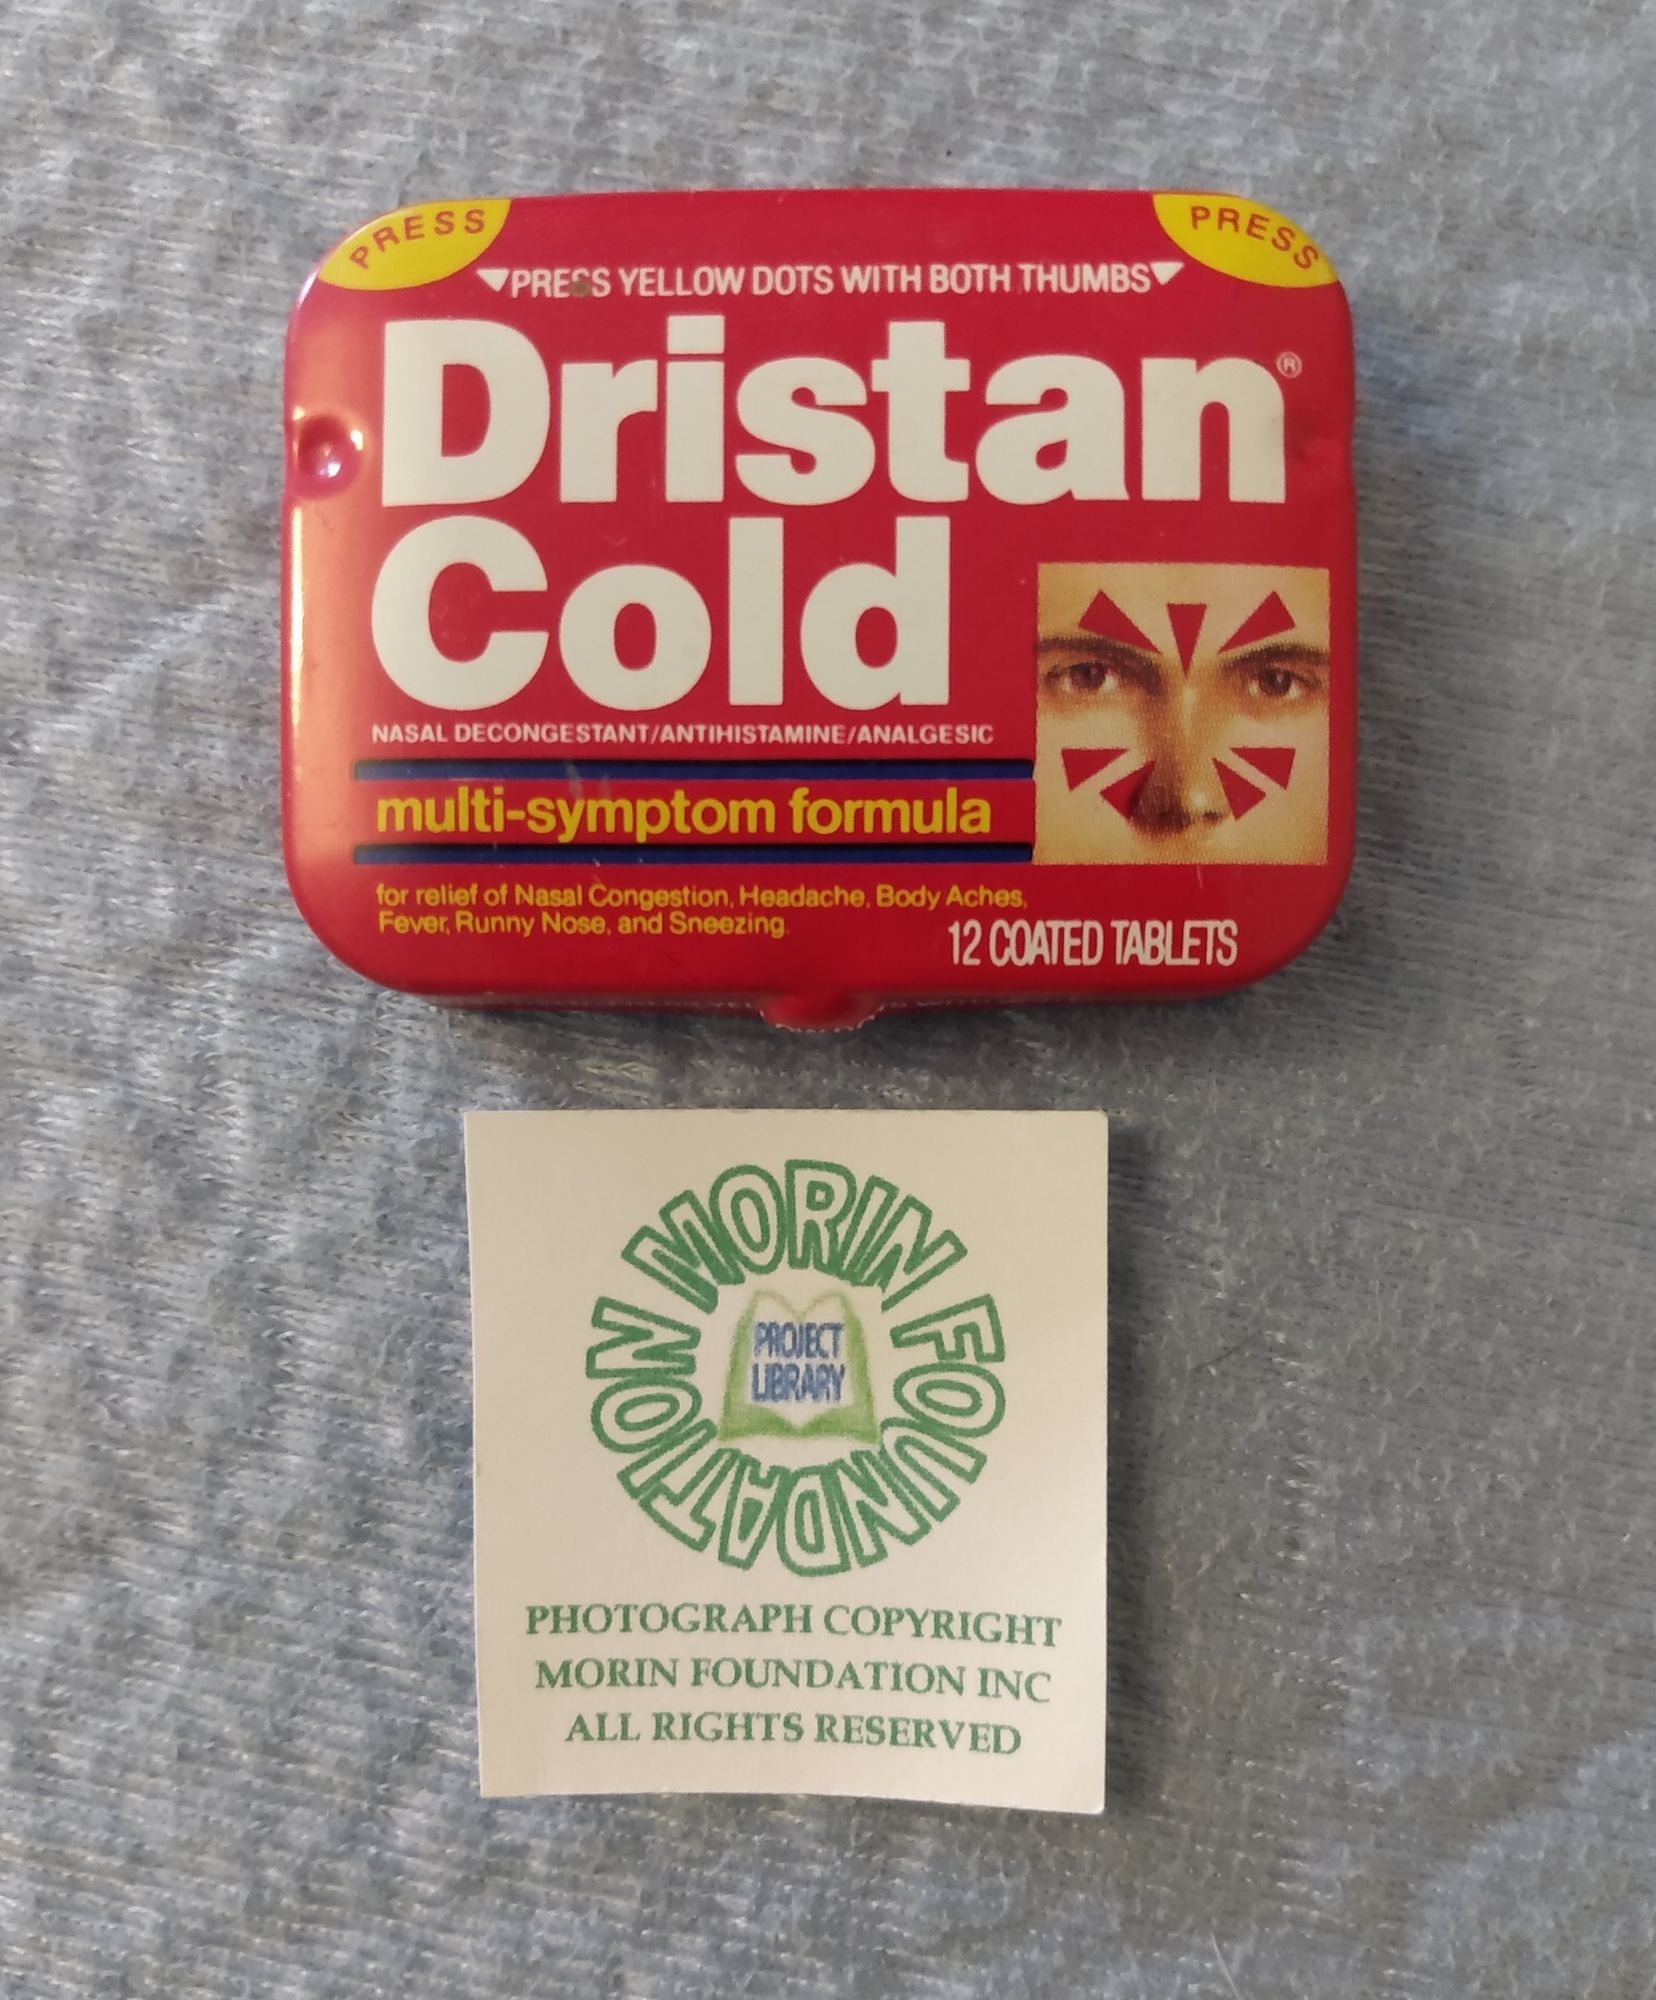 PRESS
PRESS
PRESS YELLOW DOTS WITH BOTH THUMBS
Dristan®
Cold
NASAL DECONGESTANT/ANTIHISTAMINE/ANALGESIC
multi-symptom formula
for relief of Nasal Congestion, Headache, Body Aches,
Fever, Runny Nose, and Sneezing.
12 COATED TABLETS
MORIN FOUNDATION
PROJECT
LIBRARY
PHOTOGRAPH COPYRIGHT
MORIN FOUNDATION INC
ALL RIGHTS RESERVED